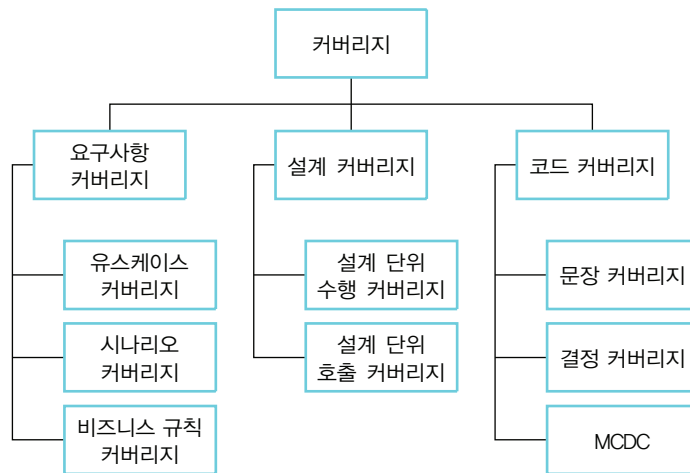 커버리지
요구사항
커버리지
설계 커버리지
코드 커버리지
유스케이스
커버리지
설계 단위
수행 커버리지
문장 커버리지
시나리오
커버리지
설계 단위
호출 커버리지
결정 커버리지
비즈니스 규칙
커버리지
MCDC